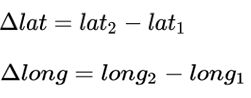 Δlat = lat₂ − lat₁
Δlong = long₂ − long₁